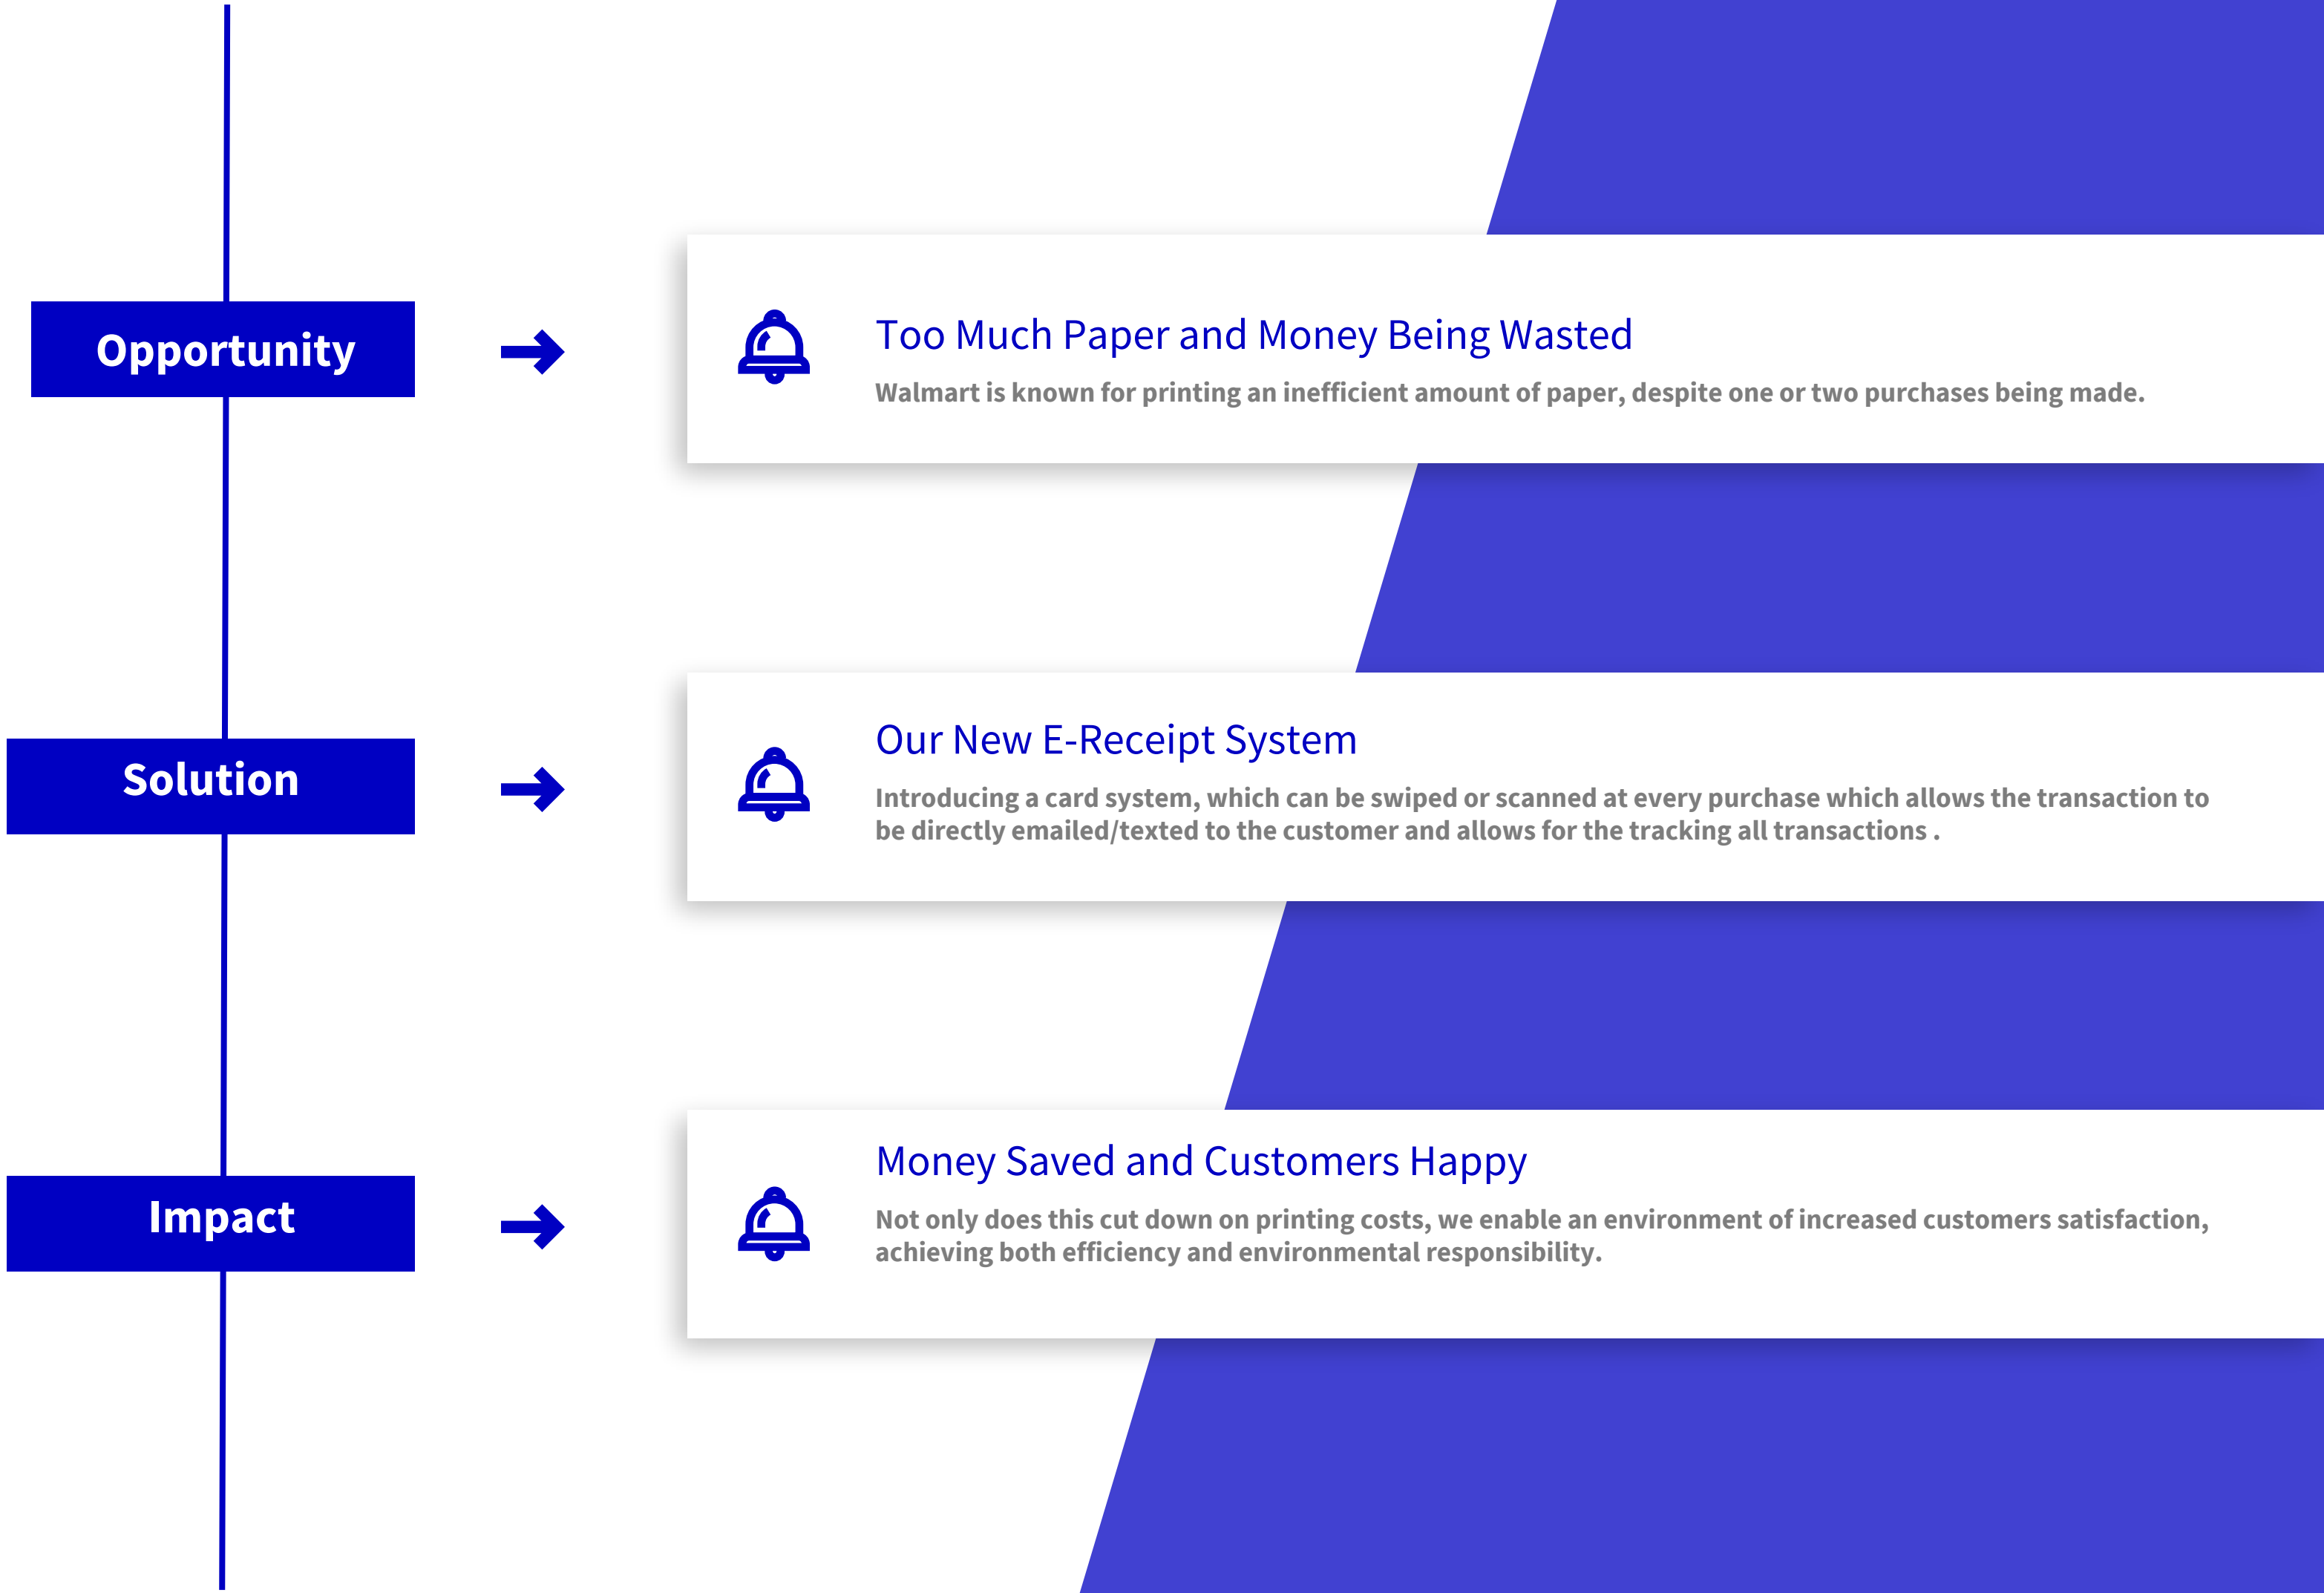 Opportunity
Too Much Paper and Money Being Wasted
Walmart is known for printing an inefficient amount of paper, despite one or two purchases being made.
Solution
Our New E-Receipt System
Introducing a card system, which can be swiped or scanned at every purchase which allows the transaction to
be directly emailed/texted to the customer and allows for the tracking all transactions .
Impact
Money Saved and Customers Happy
Not only does this cut down on printing costs, we enable an environment of increased customers satisfaction,
achieving both efficiency and environmental responsibility.